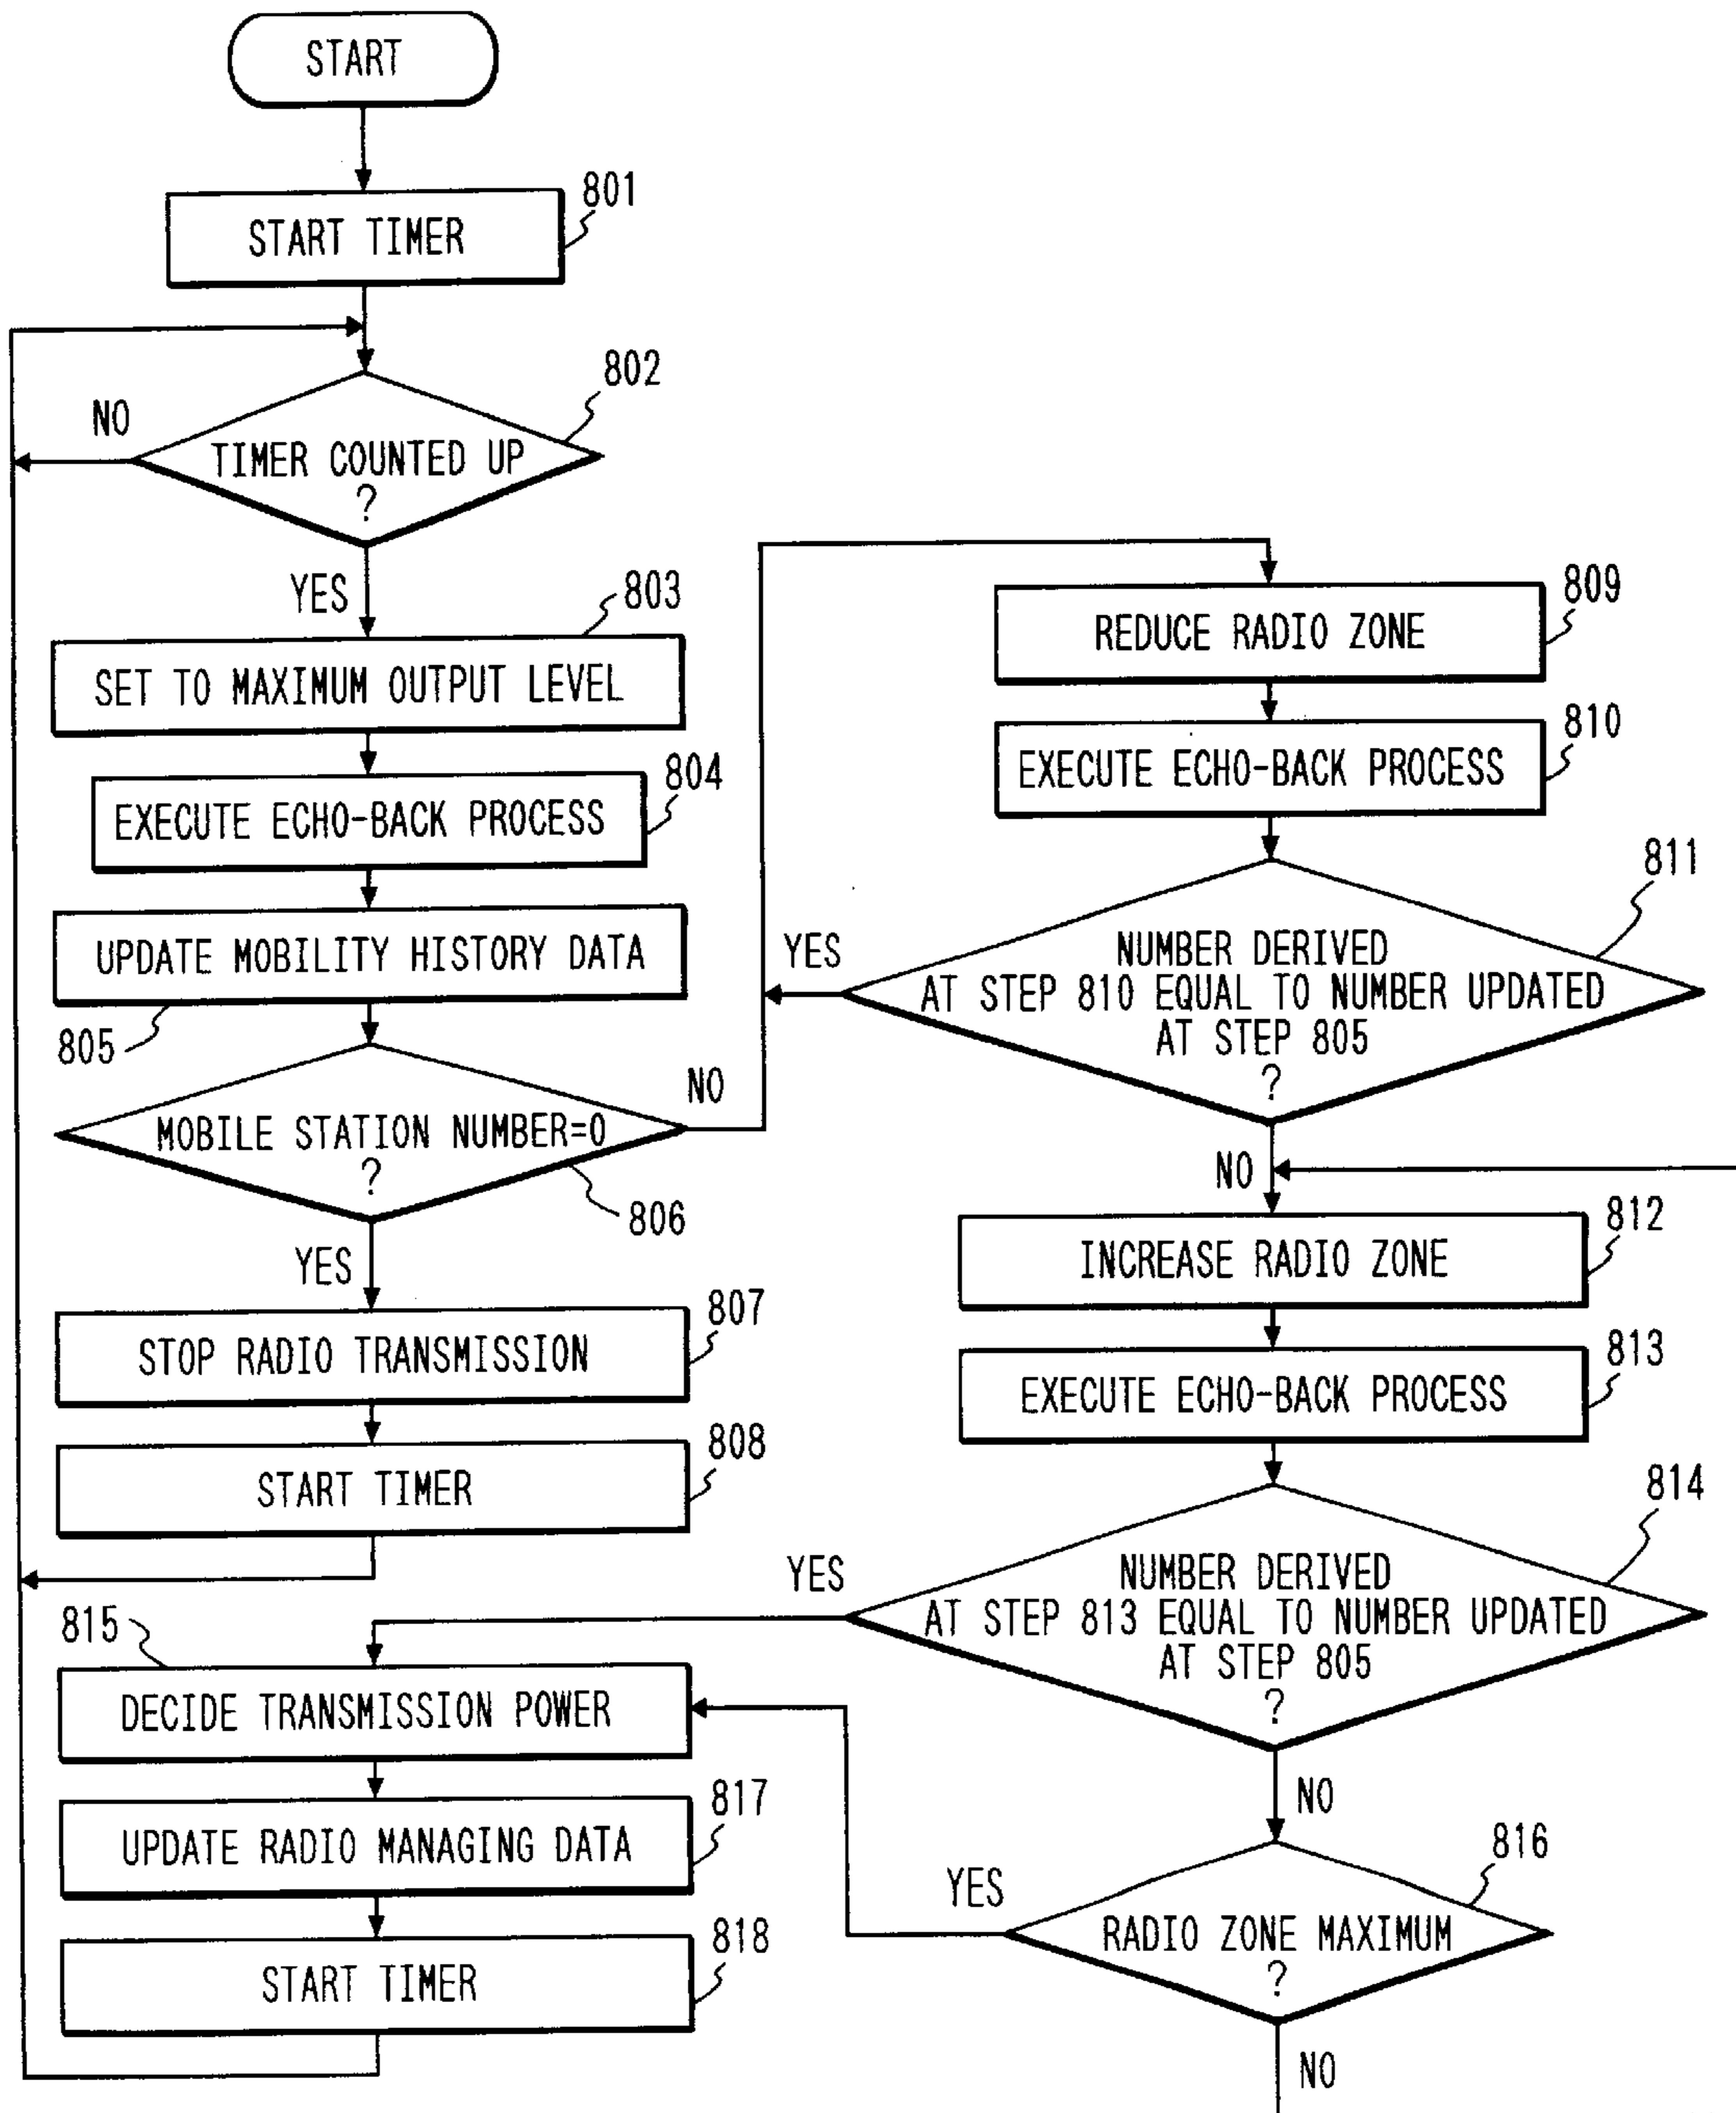 START
801
START TIMER
802
NO
TIMER COUNTED UP
?
YES
803
SET TO MAXIMUM OUTPUT LEVEL
804
EXECUTE ECHO-BACK PROCESS
UPDATE MOBILITY HISTORY DATA
805
NO
MOBILE STATION NUMBER=0
?
806
YES
807
STOP RADIO TRANSMISSION
808
START TIMER
809
REDUCE RADIO ZONE
810
EXECUTE ECHO-BACK PROCESS
811
YES
NUMBER DERIVED
AT STEP 810 EQUAL TO NUMBER UPDATED
AT STEP 805
?
NO
812
INCREASE RADIO ZONE
813
EXECUTE ECHO-BACK PROCESS
814
YES
NUMBER DERIVED
AT STEP 813 EQUAL TO NUMBER UPDATED
AT STEP 805
?
NO
815
DECIDE TRANSMISSION POWER
817
UPDATE RADIO MANAGING DATA
818
START TIMER
816
YES
RADIO ZONE MAXIMUM
?
NO